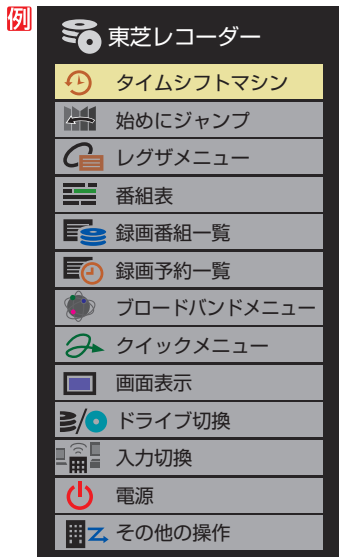 例
東芝レコーダー
タイムシフトマシン
始めにジャンプ
レグザメニュー
番組表
録画番組一覧
録画予約一覧
ブロードバンドメニュー
クイックメニュー
画面表示
ドライブ切換
入力切換
電源
その他の操作